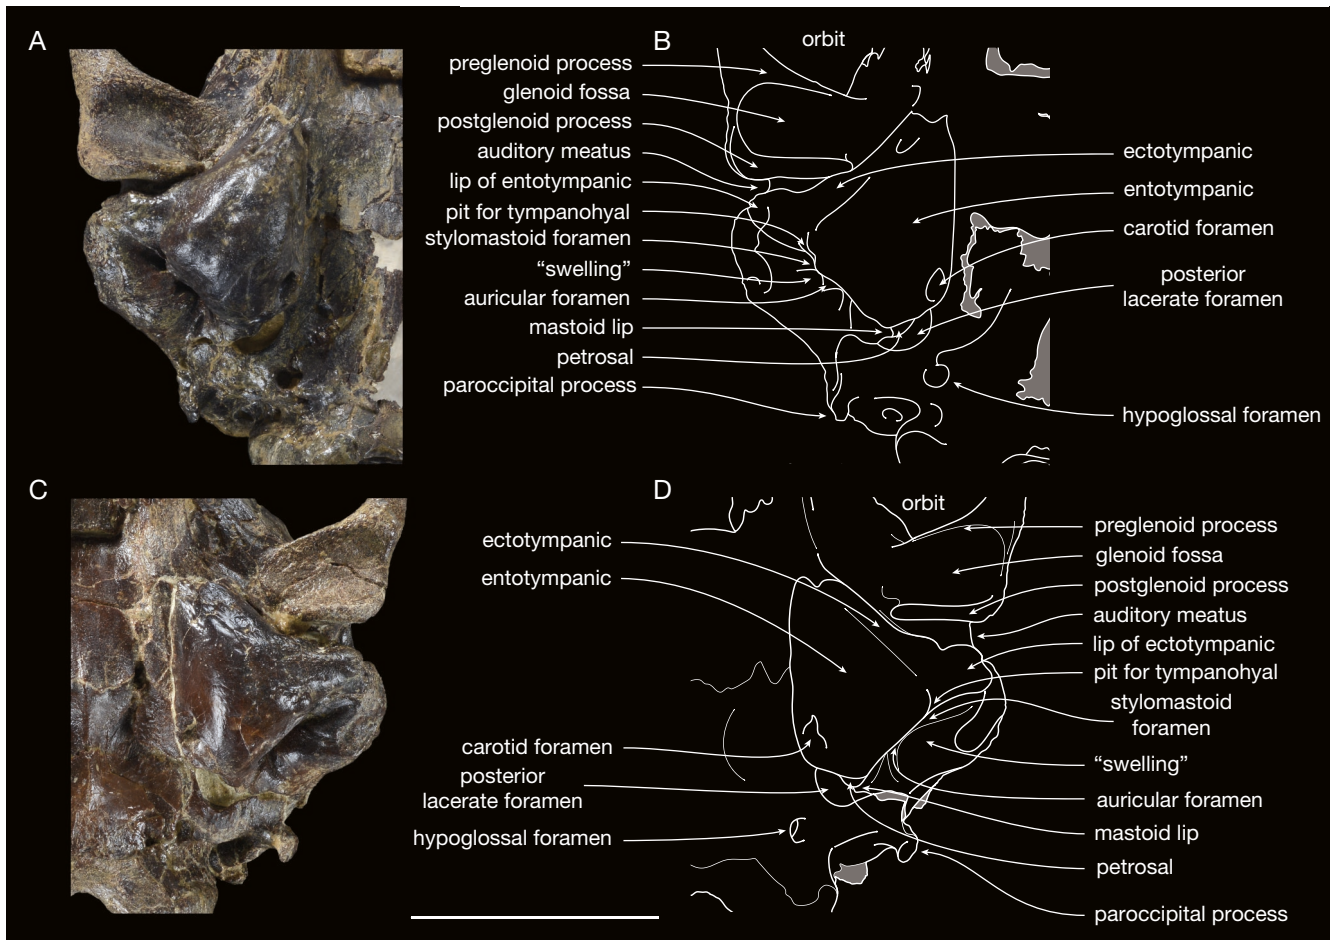 A
B
orbit
preglenoid process
glenoid fossa
postglenoid process
auditory meatus
lip of entotympanic
pit for tympanohyal
stylomastoid foramen
“swelling”
auricular foramen
mastoid lip
petrosal
paroccipital process
ectotympanic
entotympanic
carotid foramen
posterior
lacerate foramen
hypoglossal foramen
C
D
orbit
ectotympanic
entotympanic
carotid foramen
posterior
lacerate foramen
hypoglossal foramen
preglenoid process
glenoid fossa
postglenoid process
auditory meatus
lip of ectotympanic
pit for tympanohyal
stylomastoid
foramen
“swelling”
auricular foramen
mastoid lip
petrosal
paroccipital process